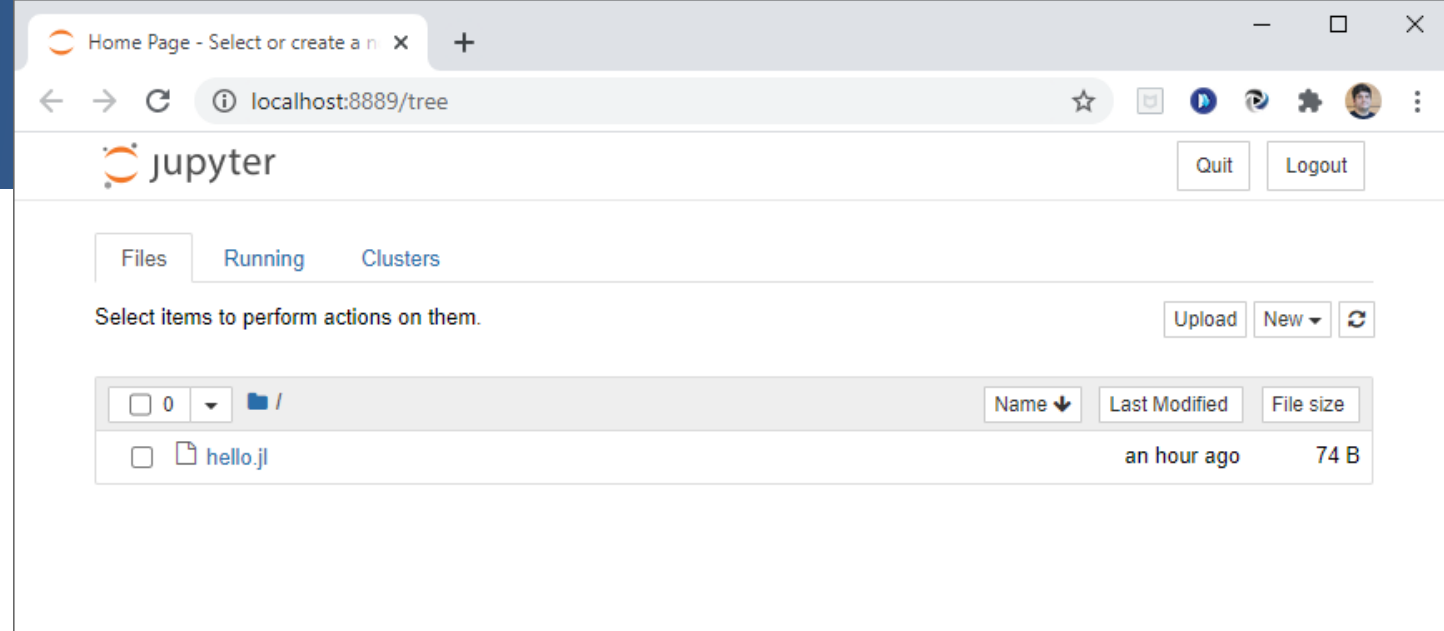 Home Page - Select or create a n
localhost:8889/tree
jupyter
Quit
Logout
Files
Running
Clusters
Select items to perform actions on them.
Upload
New
0
/
Name
Last Modified
File size
hello.jl
an hour ago
74 B